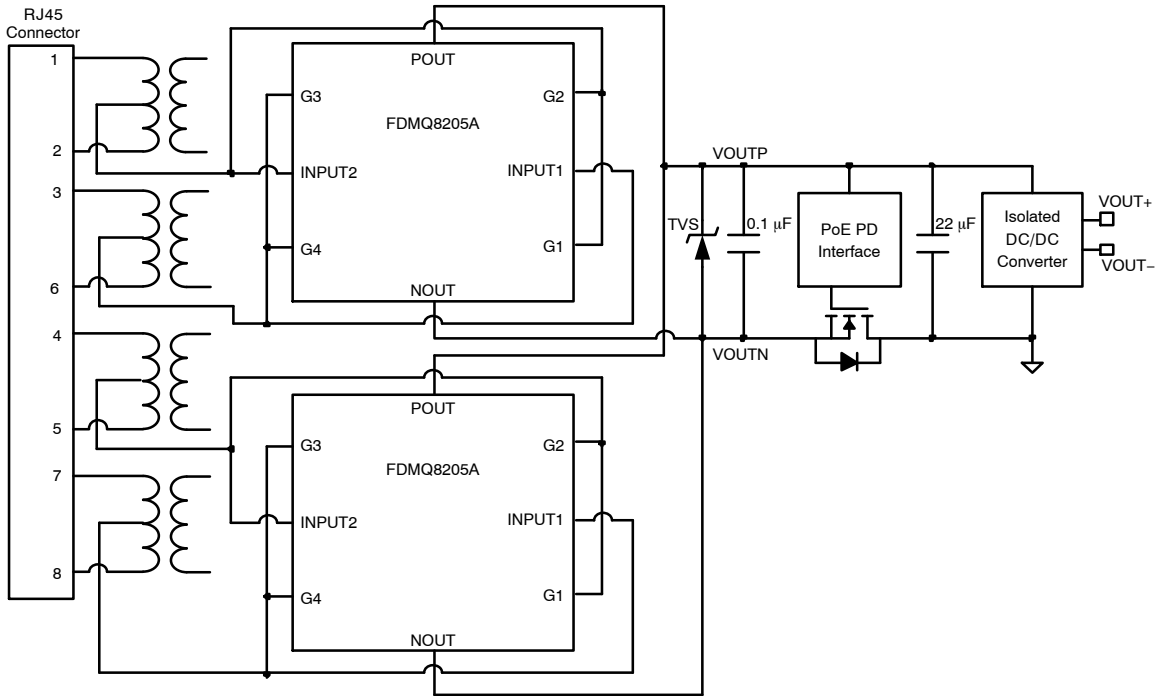 RJ45
Connector
1
2
3
6
4
5
7
8
POUT
G3
G2
FDMQ8205A
INPUT2
INPUT1
G4
G1
NOUT
POUT
G3
G2
FDMQ8205A
INPUT2
INPUT1
G4
G1
NOUT
VOUTP
TVS
0.1 μF
PoE PD
Interface
22 μF
Isolated
DC/DC
Converter
VOUT+
VOUT−
VOUTN